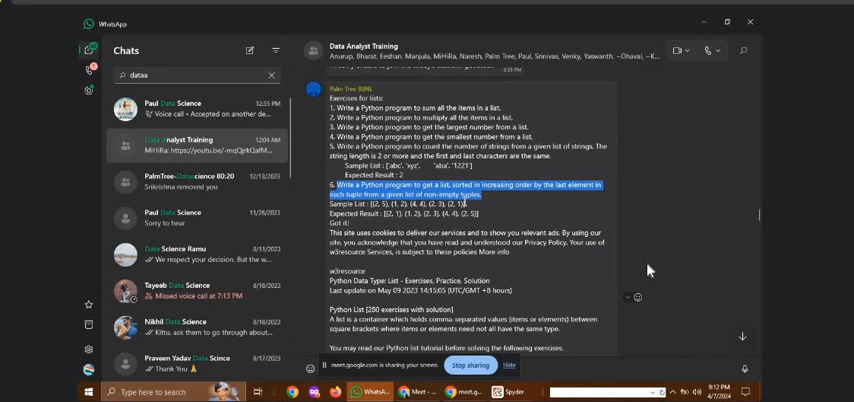 WhatsApp
Chats
dataa
Paul Data Science
12:55 PM
Voice call • Accepted on another de...
Data Analyst Training
12:04 AM
MiHiRa: https://youtu.be/-mqQjrkQafM...
PalmTree-Datascience 80:20
12/13/2023
Srikrishna removed you
Paul Data Science
11/26/2023
Sorry to hear
Data Science Ramu
8/11/2023
We respect your decision. But the w...
Tayeeb Data Science
8/18/2023
Missed voice call at 7:13 PM
Nikhil Data Science
8/18/2023
Kittu. ask them to go through about...
Praveen Yadav Data Scince
8/17/2023
Thank You 🙏
Data Analyst Training
Anurup, Barat, Eeshan, Manjula, MiHiRa, Naresh, Palm Tree, Paul, Srinivas, Venky, Yaswanth, ~Dhaval, ~K...
9:33 PM
Palm Tree BSNL
Exercises for lists:
1. Write a Python program to sum all the items in a list.
2. Write a Python program to multiply all the items in a list.
3. Write a Python program to get the largest number from a list.
4. Write a Python program to get the smallest number from a list.
5. Write a Python program to count the number of strings from a given list of strings. The
string length is 2 or more and the first and last characters are the same.
Sample List : ['abc', 'xyz', 'aba', '1221']
Expected Result : 2
6. Write a Python program to get a list, sorted in increasing order by the last element in
each tuple from a given list of non-empty tuples.
Sample List : [(2, 5), (1, 2), (4, 4), (2, 3), (2, 1)]
Expected Result : [(2, 1), (1, 2), (2, 3), (4, 4), (2, 5)]
Got it!
This site uses cookies to deliver our services and to show you relevant ads. By using our
site, you acknowledge that you have read and understood our Privacy Policy. Your use of
w3resource Services, is subject to these policies More info
w3resource
Python Data Type: List - Exercises, Practice, Solution
Last update on May 09 2023 14:15:05 (UTC/GMT +8 hours)
Python List [280 exercises with solution]
A list is a container which holds comma-separated values (items or elements) between
square brackets where items or elements need not all have the same type.
You may read our Python list tutorial before solving the following exercises.
meet.google.com is sharing your screen.
Stop sharing
Hide
Type here to search
WhatsA...
Meet – ...
meet.g...
Spyder
9:12 PM
4/7/2024